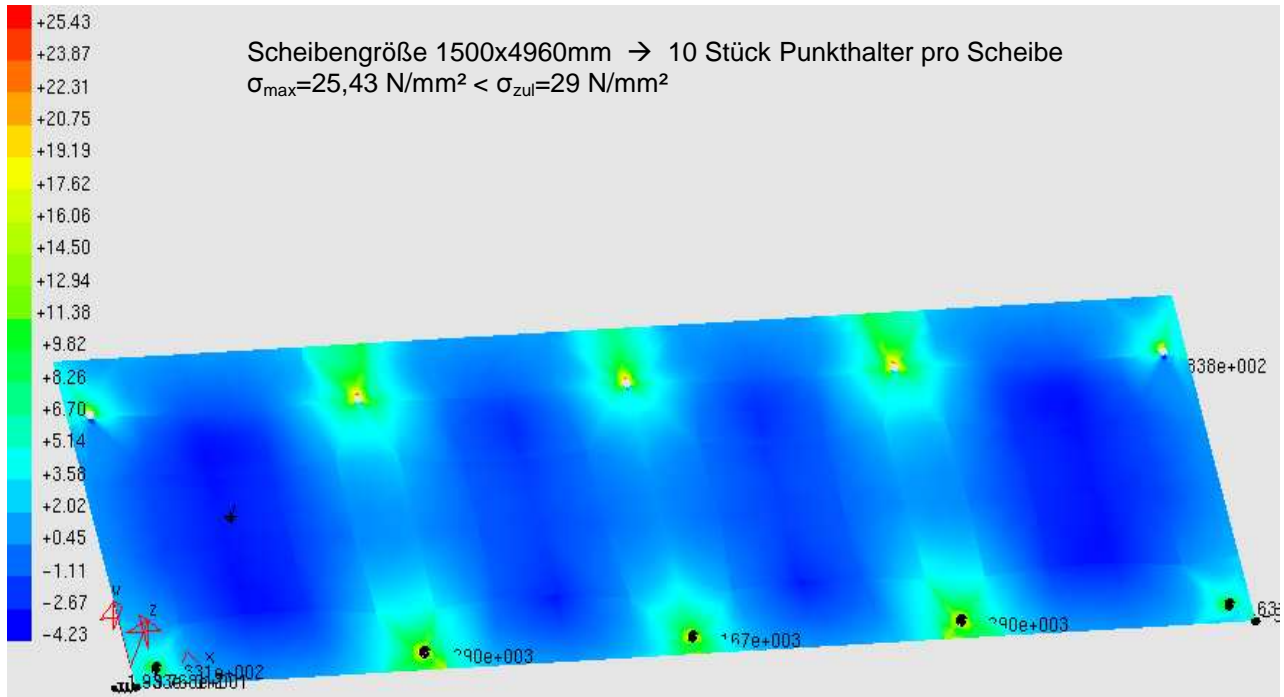 Scheibengröße 1500x4960mm → 10 Stück Punkthalter pro Scheibe
σmax=25,43 N/mm² < σzul=29 N/mm²
+25.43
+23.87
+22.31
+20.75
+19.19
+17.62
+16.06
+14.50
+12.94
+11.38
+9.82
+8.26
+6.70
+5.14
+3.58
+2.02
+0.45
-1.11
-2.67
-4.23
838e+002
290e+003
167e+003
290e+003
331e+002
Z
X